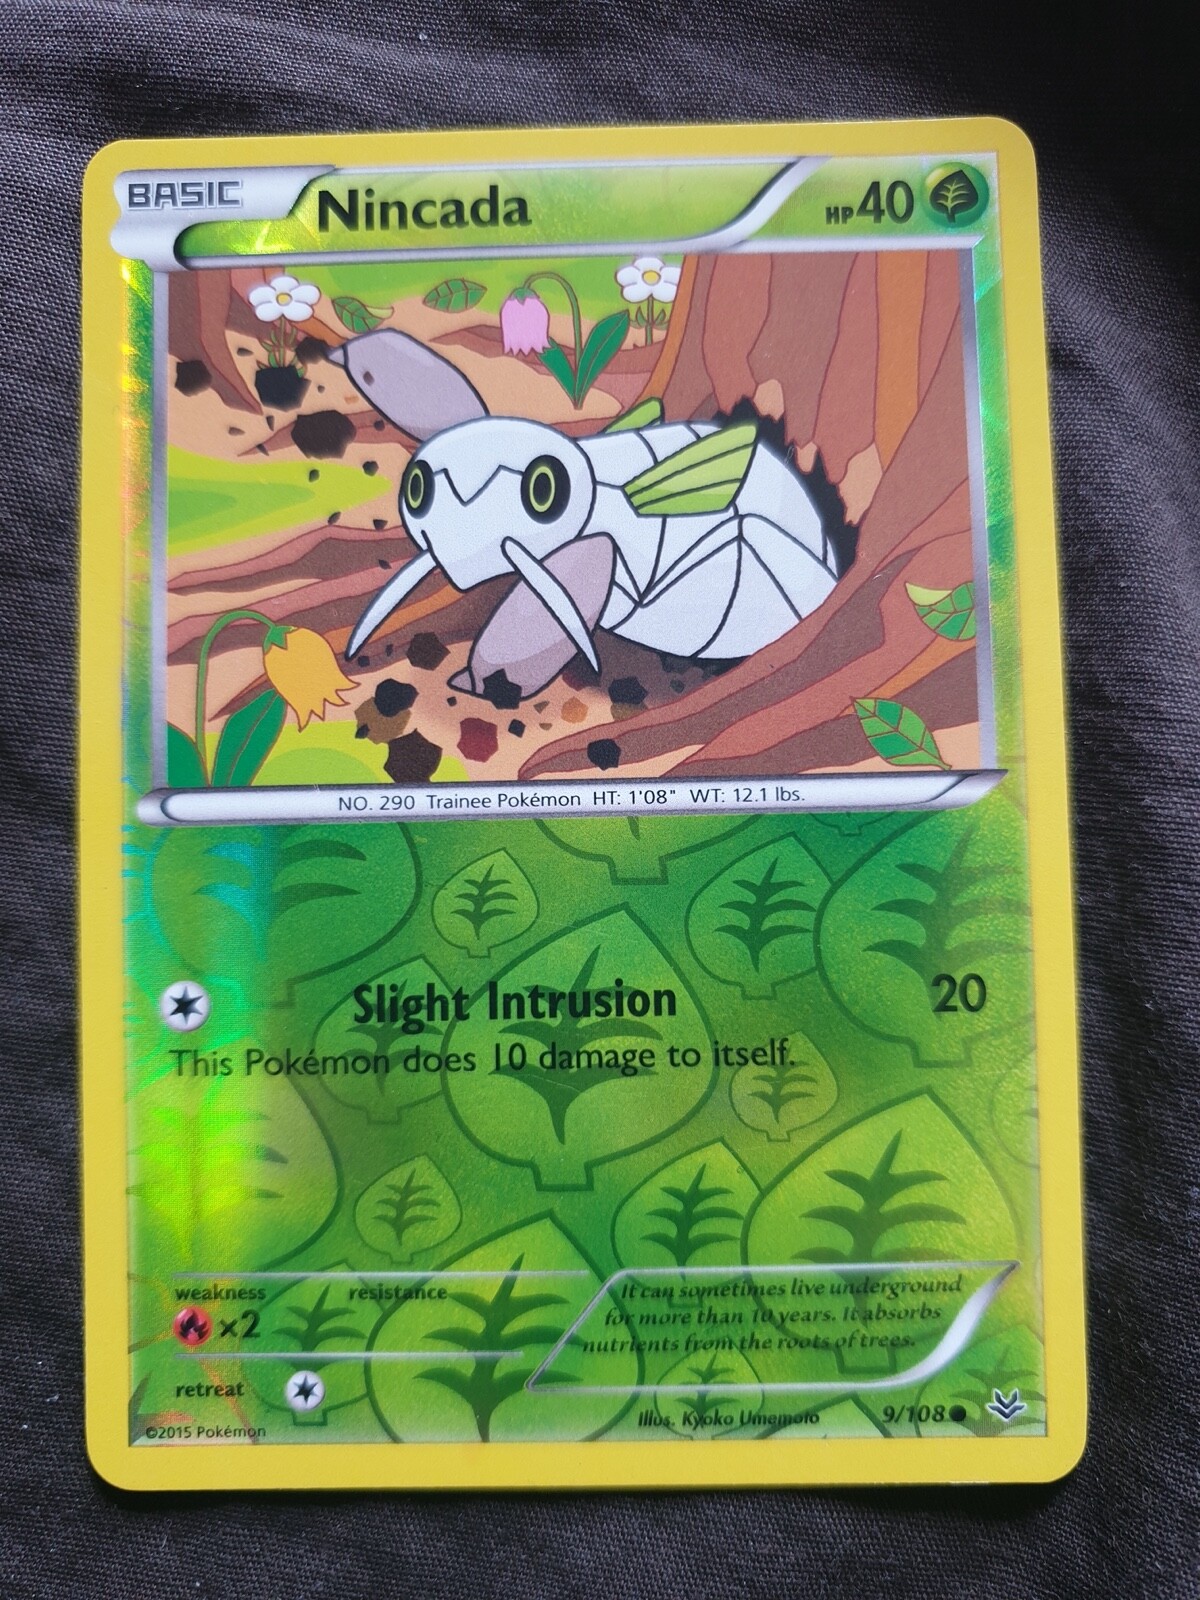 BASIC Nincada HP40
NO. 290 Trainee Pokémon HT: 1'08" WT: 12.1 lbs.
Slight Intrusion 20
This Pokémon does 10 damage to itself.
weakness resistance
×2
retreat
It can sometimes live underground
for more than 10 years. It absorbs
nutrients from the roots of trees.
Illus. Kyoko Umemoto 9/108
©2015 Pokémon